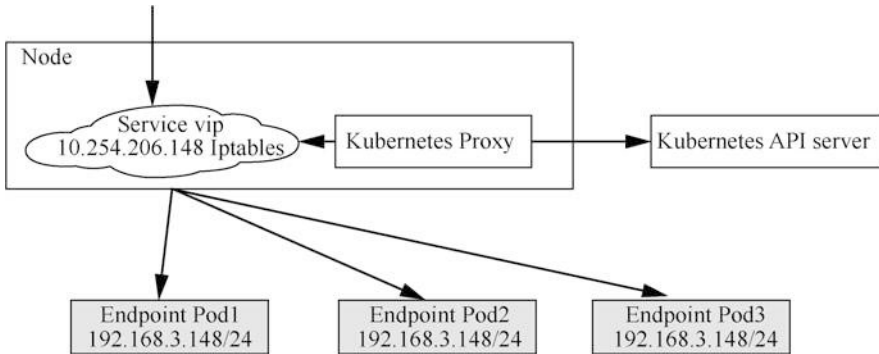 Node
Service vip
10.254.206.148 Iptables
Kubernetes Proxy
Kubernetes API server
Endpoint Pod1
192.168.3.148/24
Endpoint Pod2
192.168.3.148/24
Endpoint Pod3
192.168.3.148/24